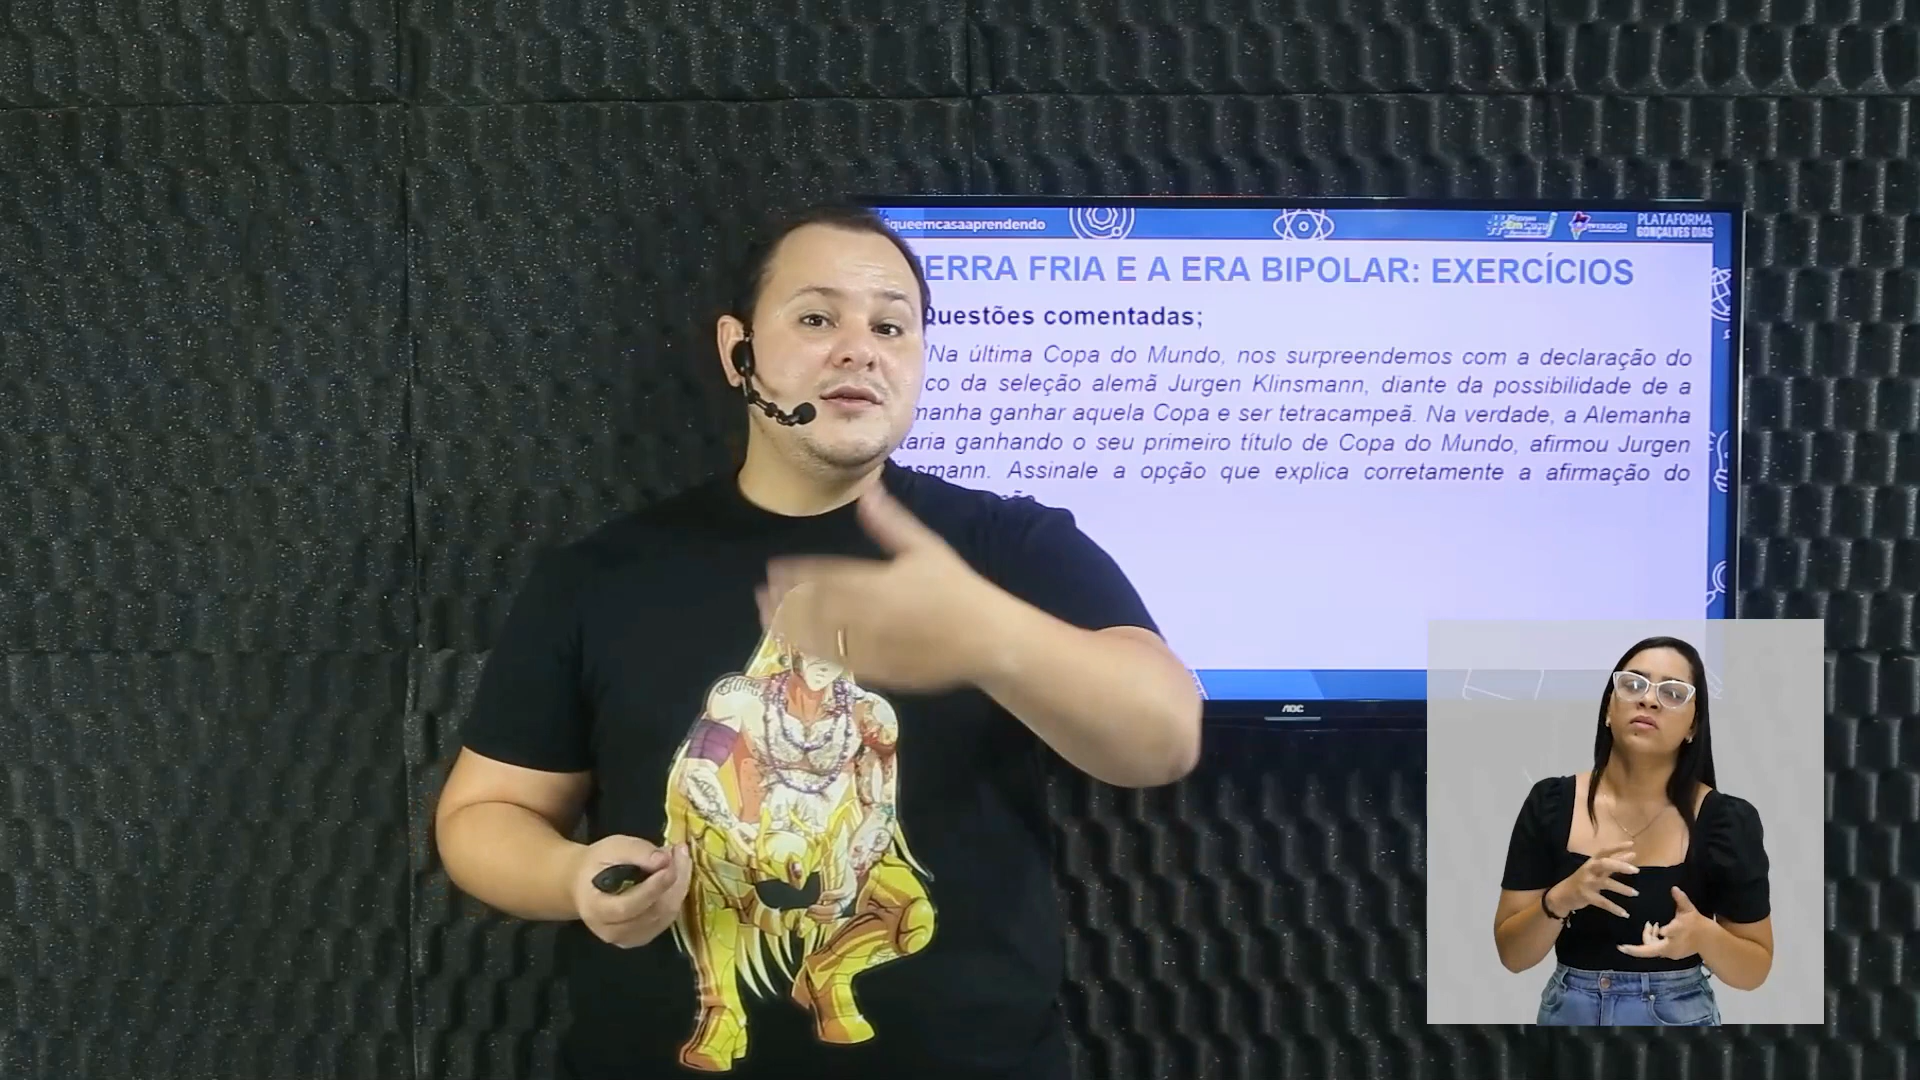 queemcasaaprendendo
PLATAFORMA
GONÇALVES DIAS
ERRA FRIA E A ERA BIPOLAR: EXERCÍCIOS
Questões comentadas;
Na última Copa do Mundo, nos surpreendemos com a declaração do
co da seleção alemã Jurgen Klinsmann, diante da possibilidade de a
manha ganhar aquela Copa e ser tetracampeã. Na verdade, a Alemanha
taria ganhando o seu primeiro título de Copa do Mundo, afirmou Jurgen
insmann. Assinale a opção que explica corretamente a afirmação do
AOC